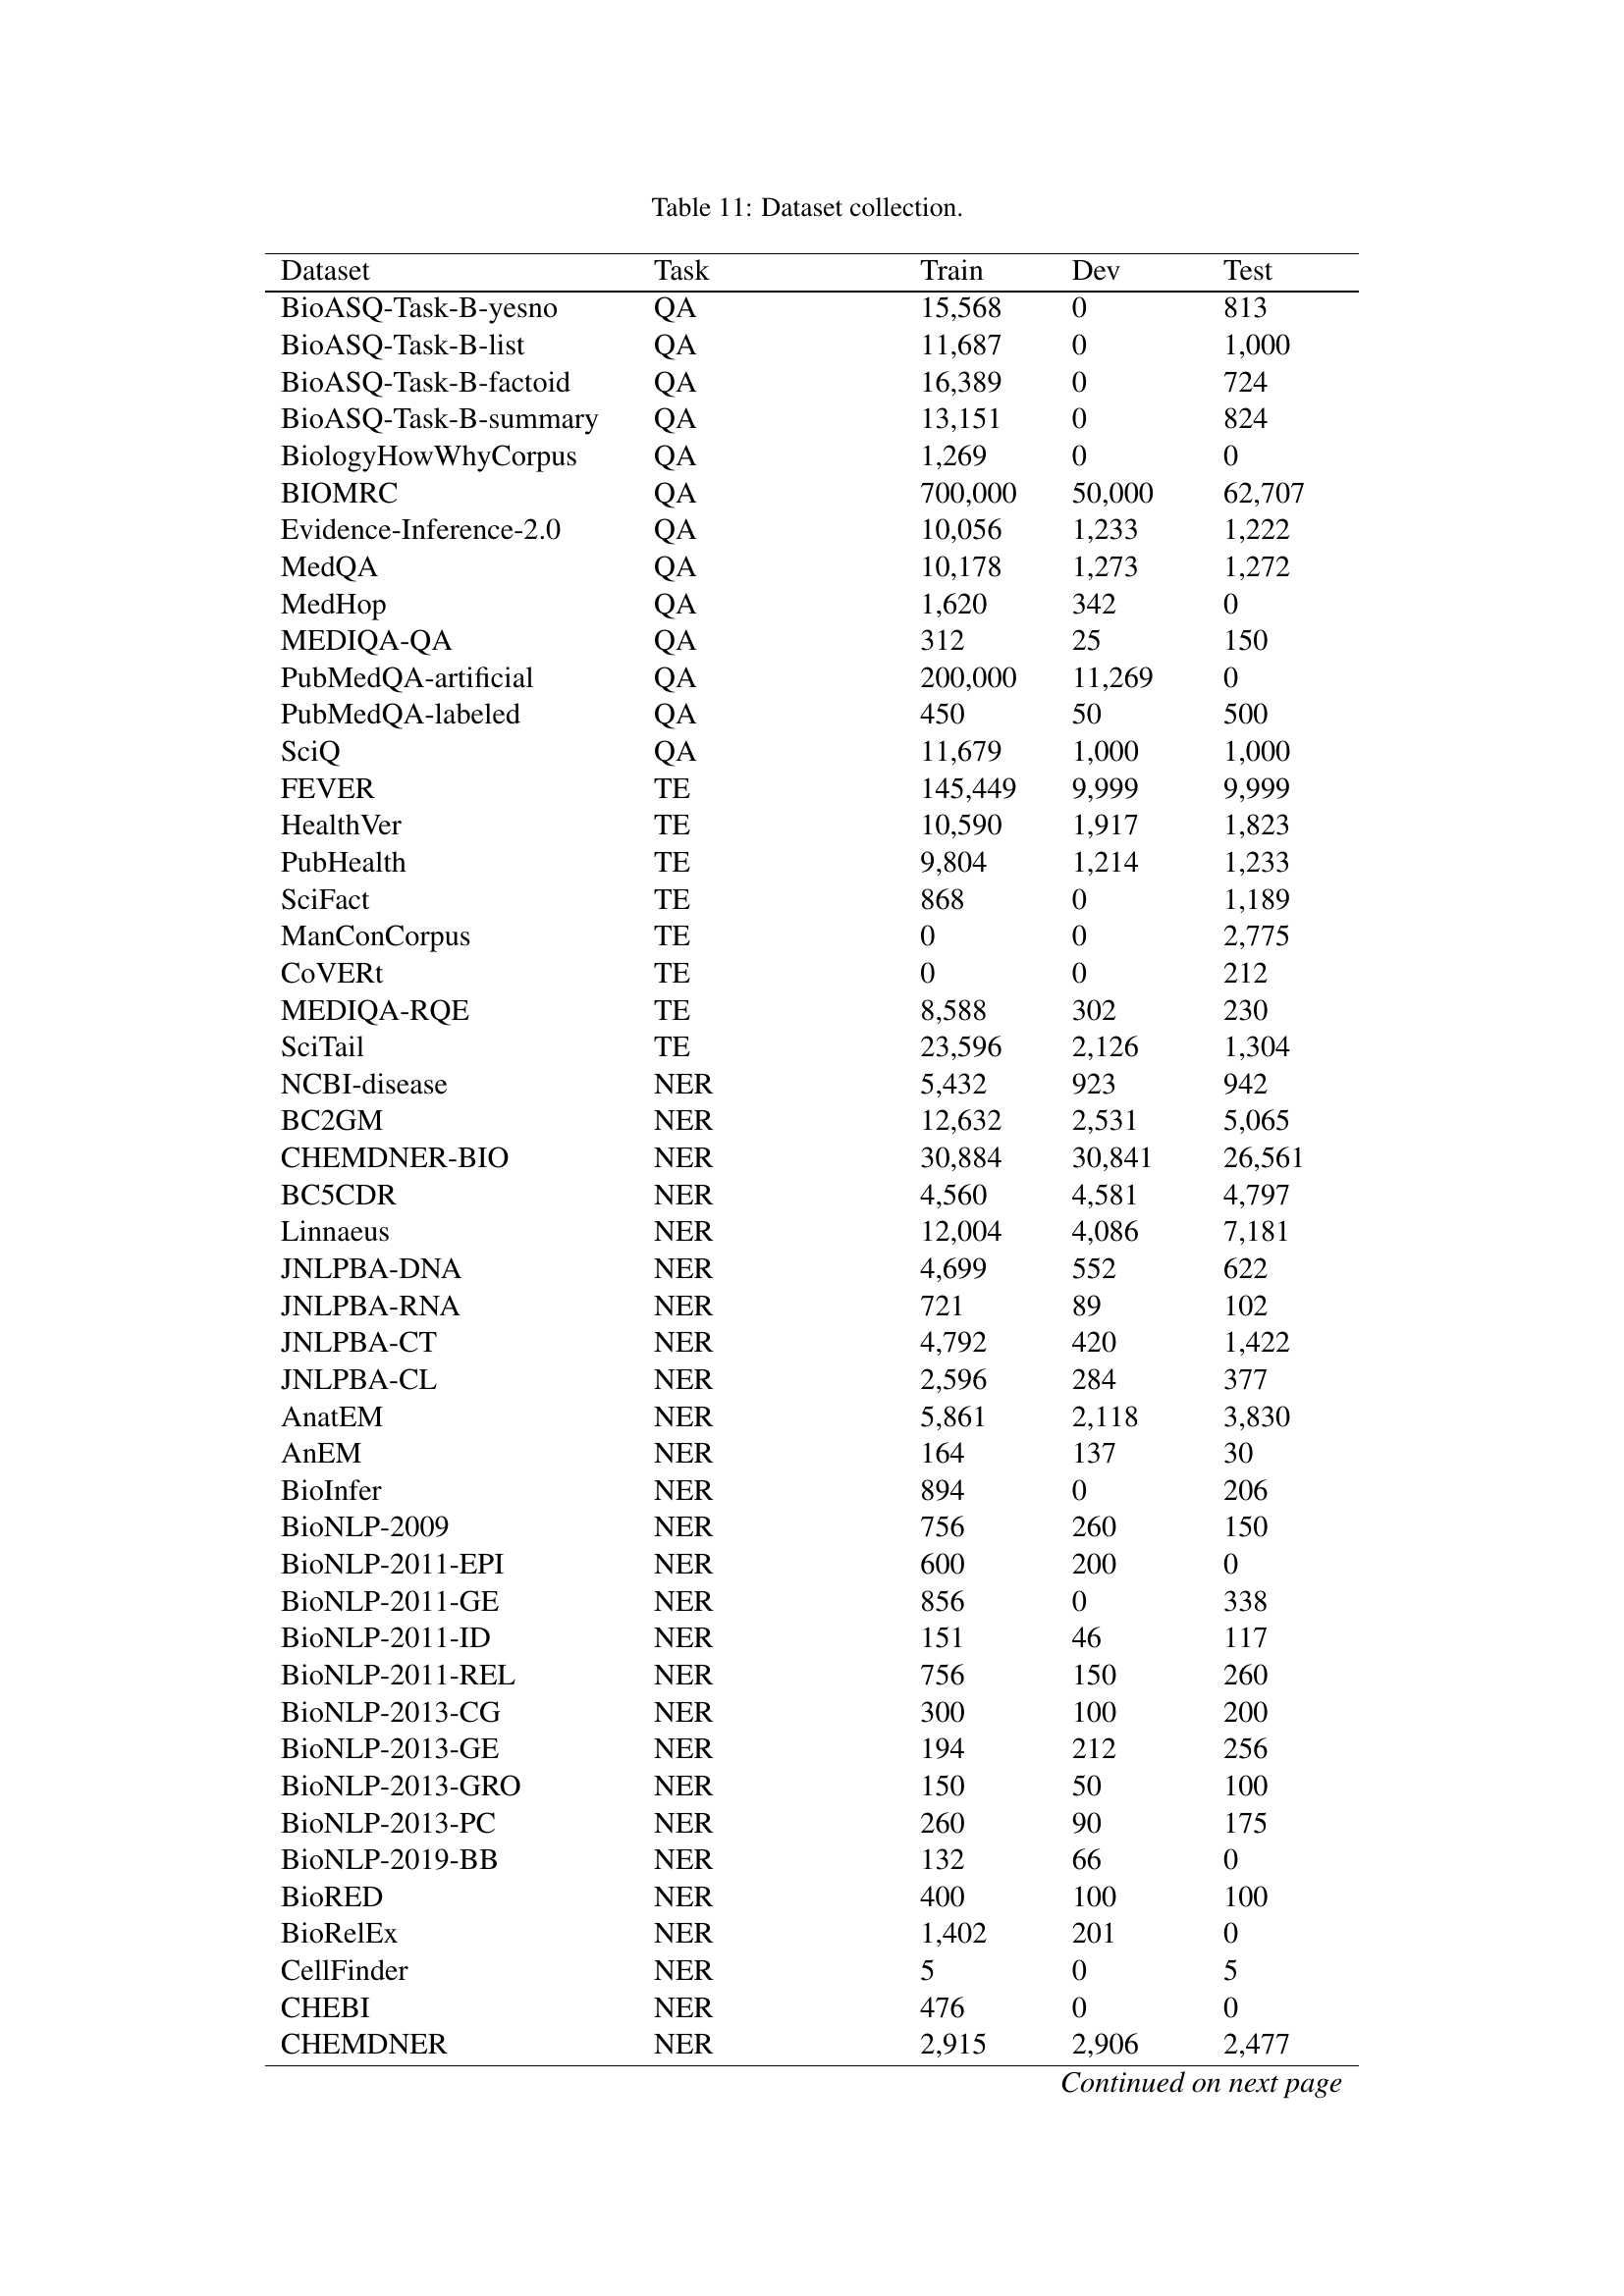 Table 11: Dataset collection.
Dataset Task Train Dev Test
BioASQ-Task-B-yesno QA 15,568 0 813
BioASQ-Task-B-list QA 11,687 0 1,000
BioASQ-Task-B-factoid QA 16,389 0 724
BioASQ-Task-B-summary QA 13,151 0 824
BiologyHowWhyCorpus QA 1,269 0 0
BIOMRC QA 700,000 50,000 62,707
Evidence-Inference-2.0 QA 10,056 1,233 1,222
MedQA QA 10,178 1,273 1,272
MedHop QA 1,620 342 0
MEDIQA-QA QA 312 25 150
PubMedQA-artificial QA 200,000 11,269 0
PubMedQA-labeled QA 450 50 500
SciQ QA 11,679 1,000 1,000
FEVER TE 145,449 9,999 9,999
HealthVer TE 10,590 1,917 1,823
PubHealth TE 9,804 1,214 1,233
SciFact TE 868 0 1,189
ManConCorpus TE 0 0 2,775
CoVERt TE 0 0 212
MEDIQA-RQE TE 8,588 302 230
SciTail TE 23,596 2,126 1,304
NCBI-disease NER 5,432 923 942
BC2GM NER 12,632 2,531 5,065
CHEMDNER-BIO NER 30,884 30,841 26,561
BC5CDR NER 4,560 4,581 4,797
Linnaeus NER 12,004 4,086 7,181
JNLPBA-DNA NER 4,699 552 622
JNLPBA-RNA NER 721 89 102
JNLPBA-CT NER 4,792 420 1,422
JNLPBA-CL NER 2,596 284 377
AnatEM NER 5,861 2,118 3,830
AnEM NER 164 137 30
BioInfer NER 894 0 206
BioNLP-2009 NER 756 260 150
BioNLP-2011-EPI NER 600 200 0
BioNLP-2011-GE NER 856 0 338
BioNLP-2011-ID NER 151 46 117
BioNLP-2011-REL NER 756 150 260
BioNLP-2013-CG NER 300 100 200
BioNLP-2013-GE NER 194 212 256
BioNLP-2013-GRO NER 150 50 100
BioNLP-2013-PC NER 260 90 175
BioNLP-2019-BB NER 132 66 0
BioRED NER 400 100 100
BioRelEx NER 1,402 201 0
CellFinder NER 5 0 5
CHEBI NER 476 0 0
CHEMDNER NER 2,915 2,906 2,477
Continued on next page